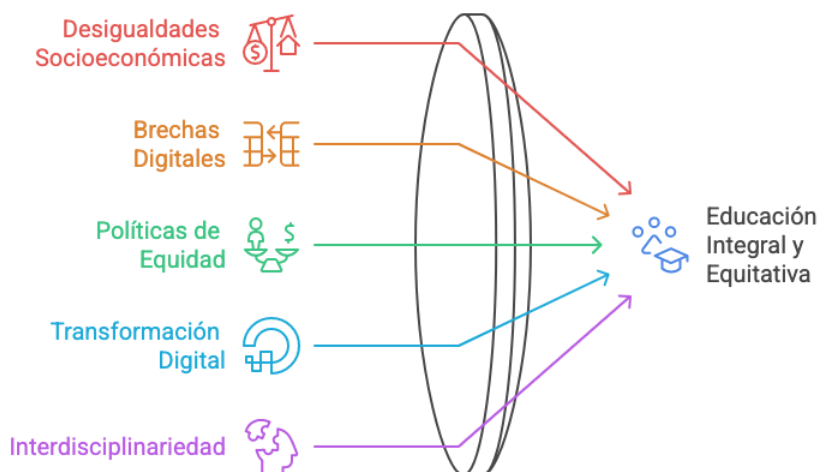 Desigualdades
Socioeconómicas
Brechas
Digitales
Políticas de
Equidad
Transformación
Digital
Interdisciplinariedad
Educación
Integral y
Equitativa